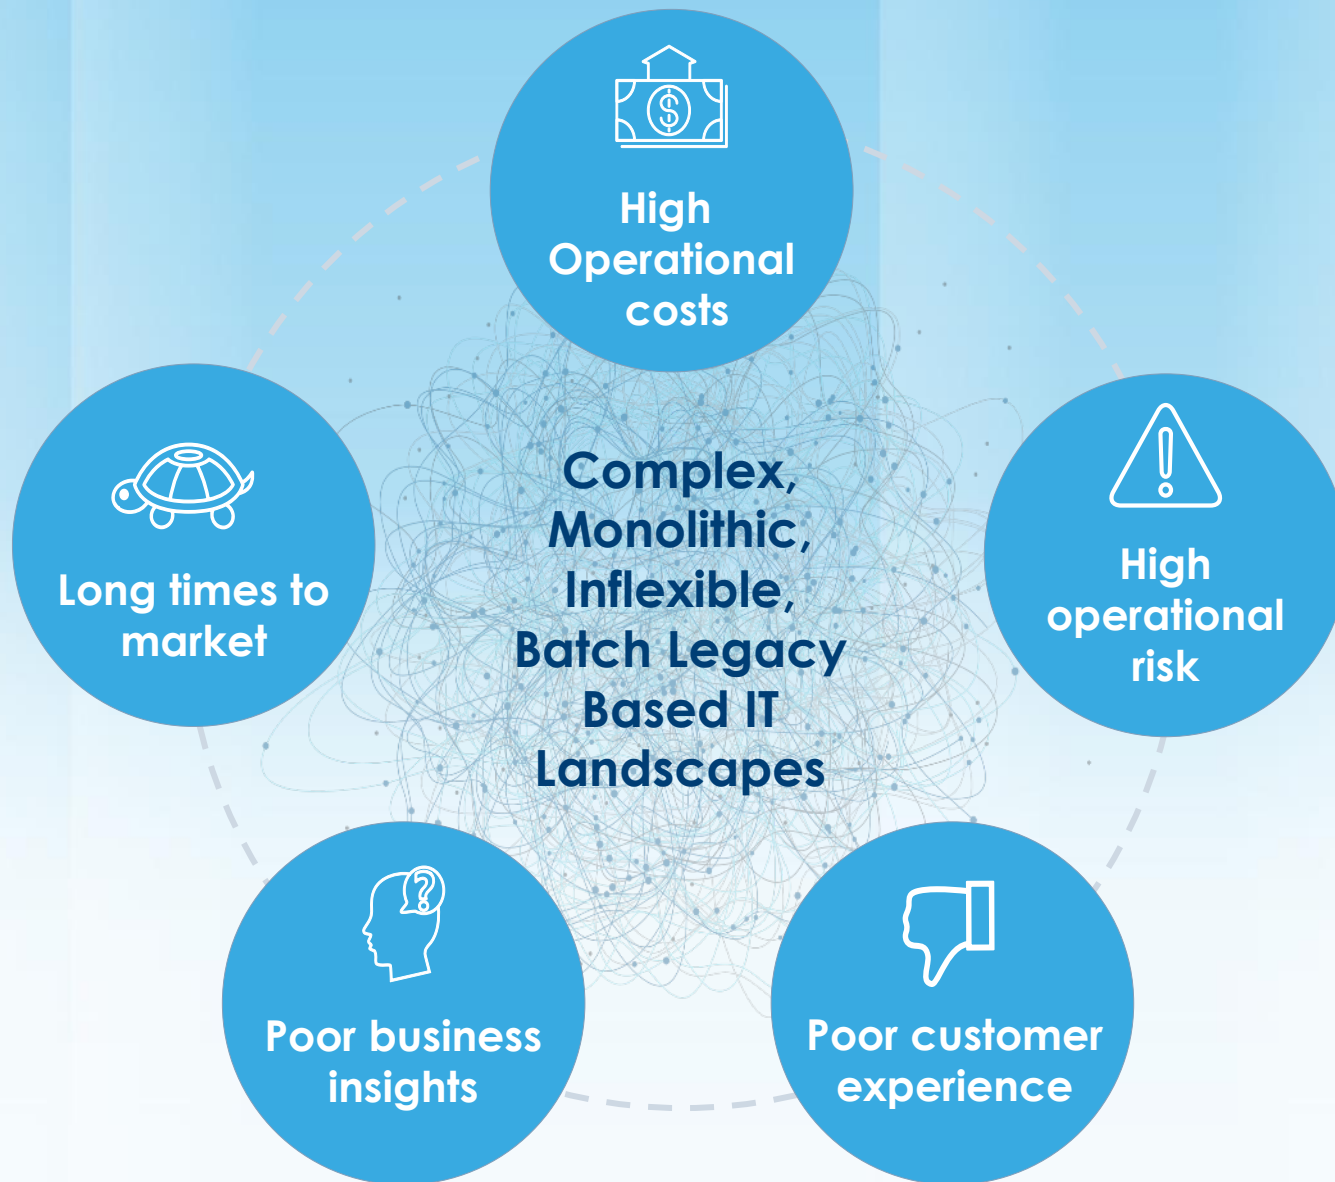 High
Operational
costs
Complex,
Monolithic,
Inflexible,
Batch Legacy
Based IT
Landscapes
Long times to
market
High
operational
risk
Poor business
insights
Poor customer
experience